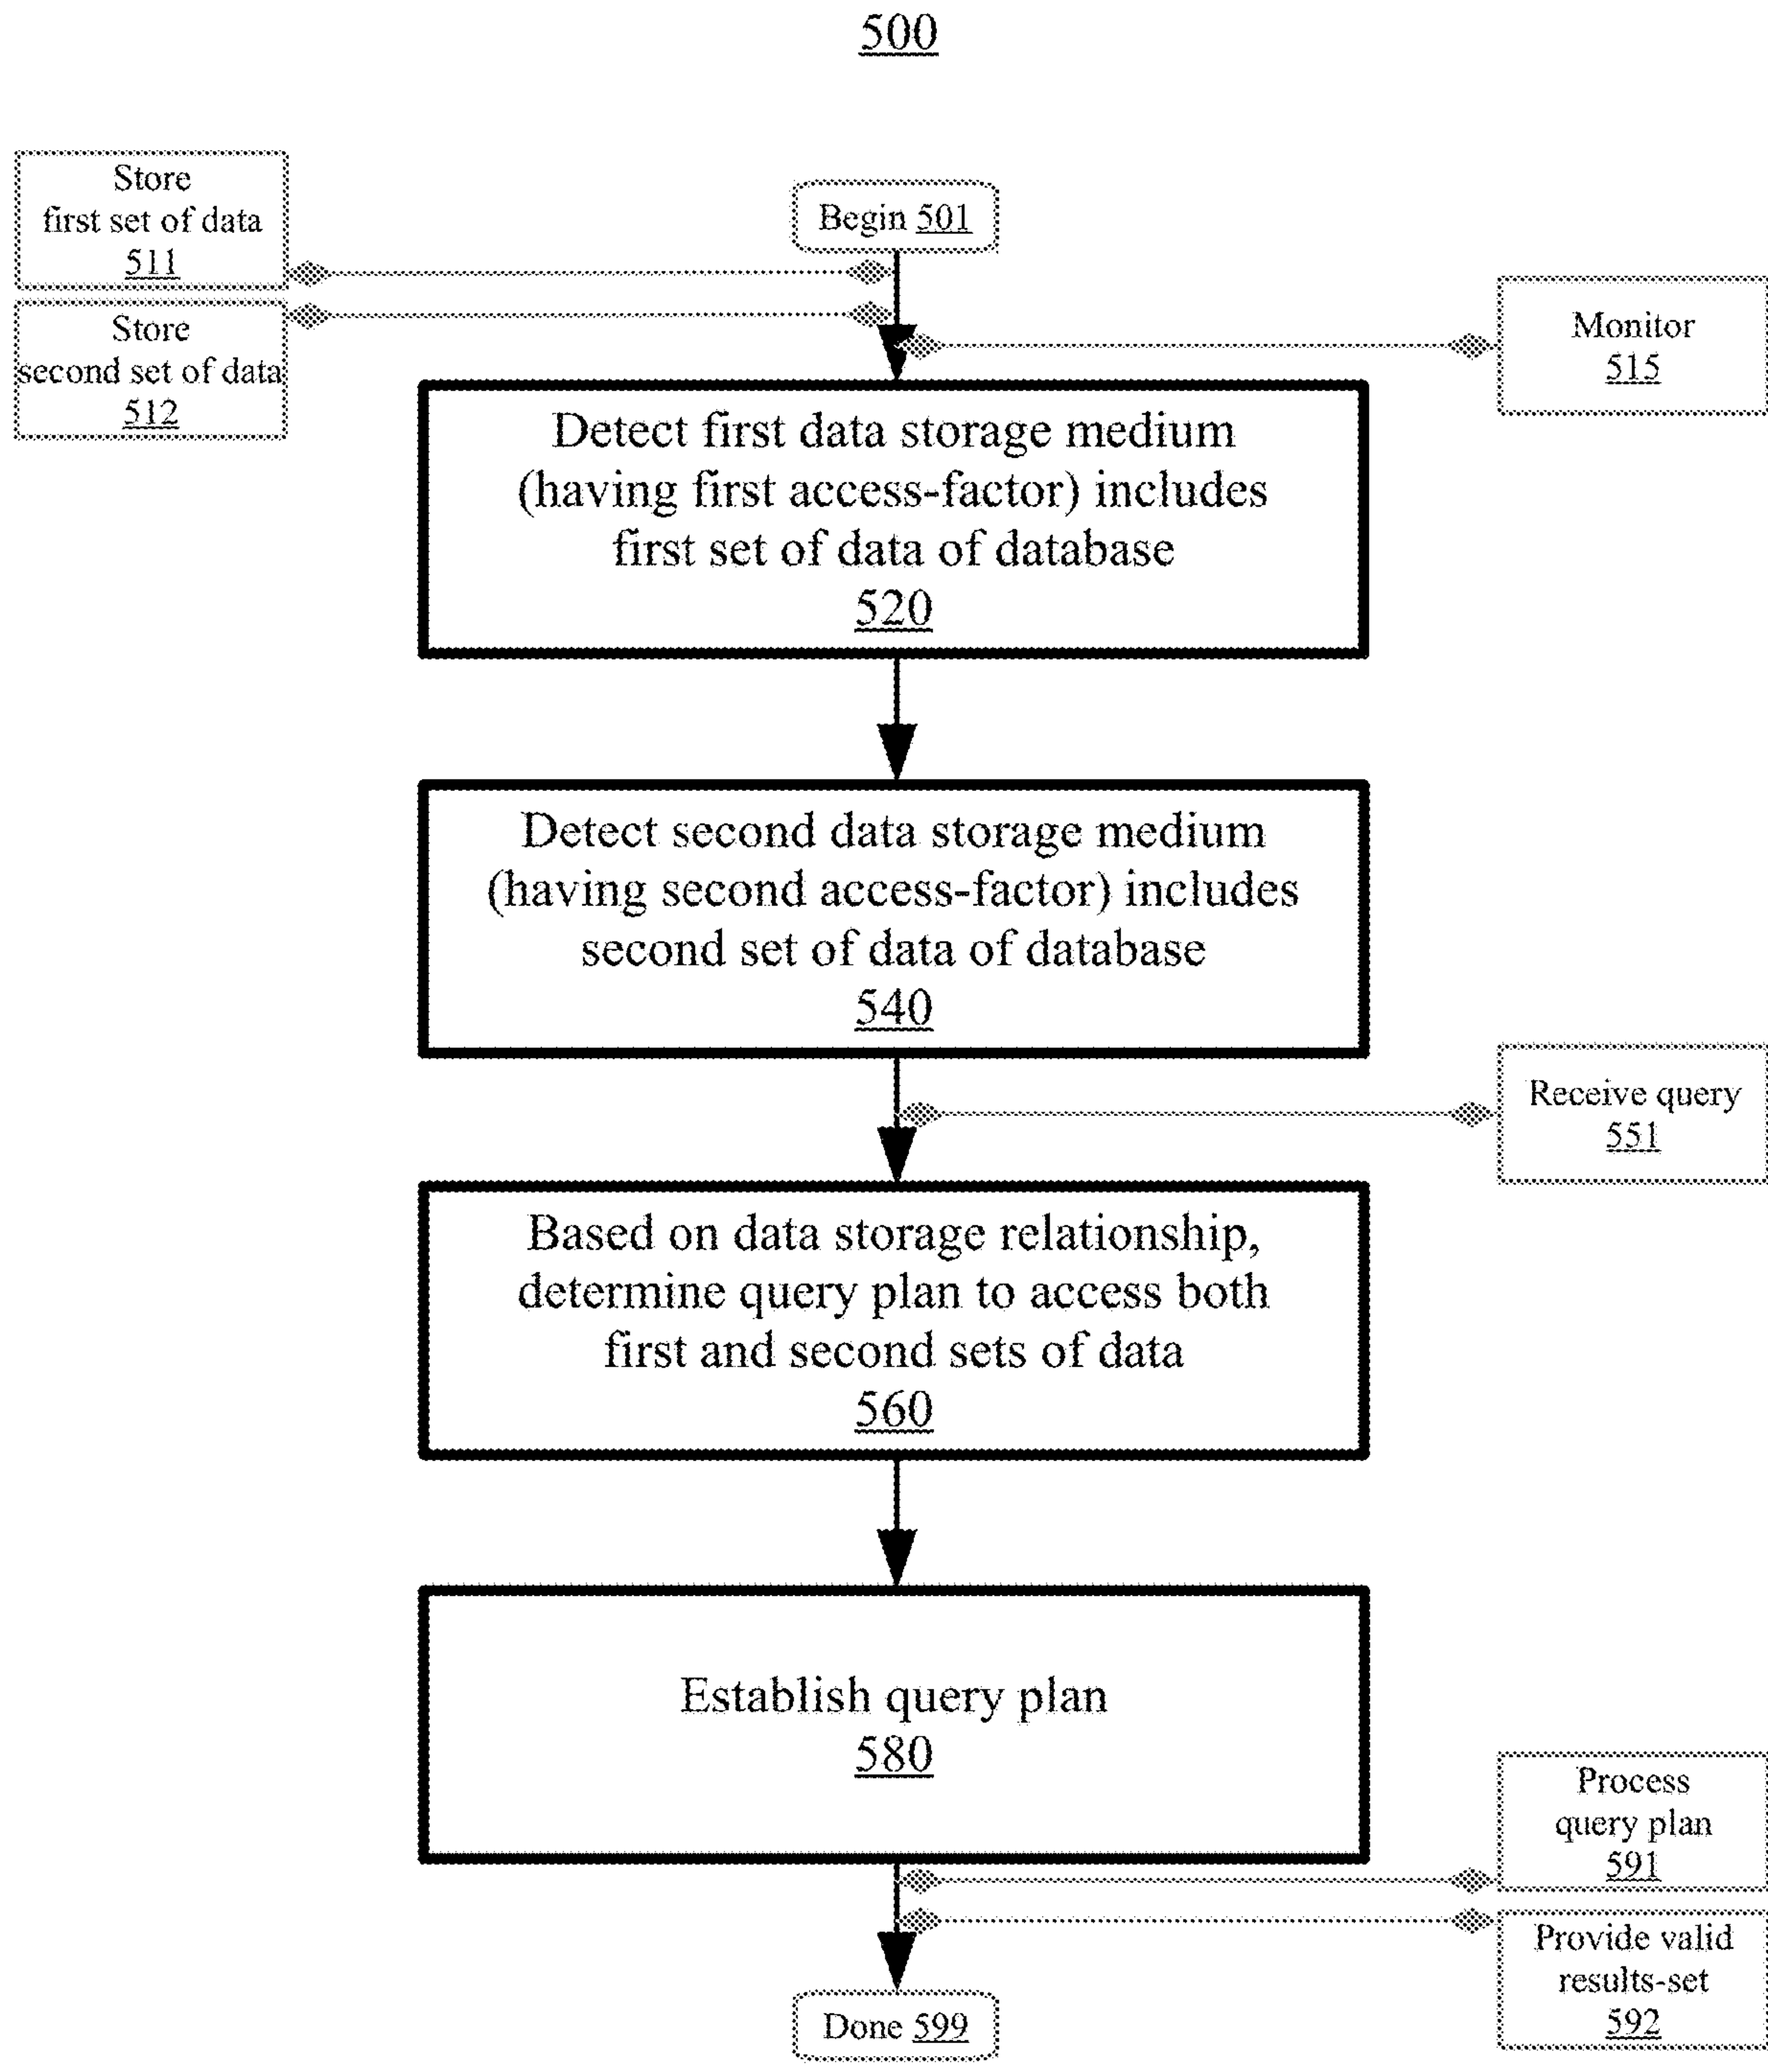 500
Store
first set of data
511
Begin 501
Store
second set of data
512
Monitor
515
Detect first data storage medium
(having first access-factor) includes
first set of data of database
520
Detect second data storage medium
(having second access-factor) includes
second set of data of database
540
Receive query
551
Based on data storage relationship,
determine query plan to access both
first and second sets of data
560
Establish query plan
580
Process
query plan
591
Provide valid
results-set
592
Done 599